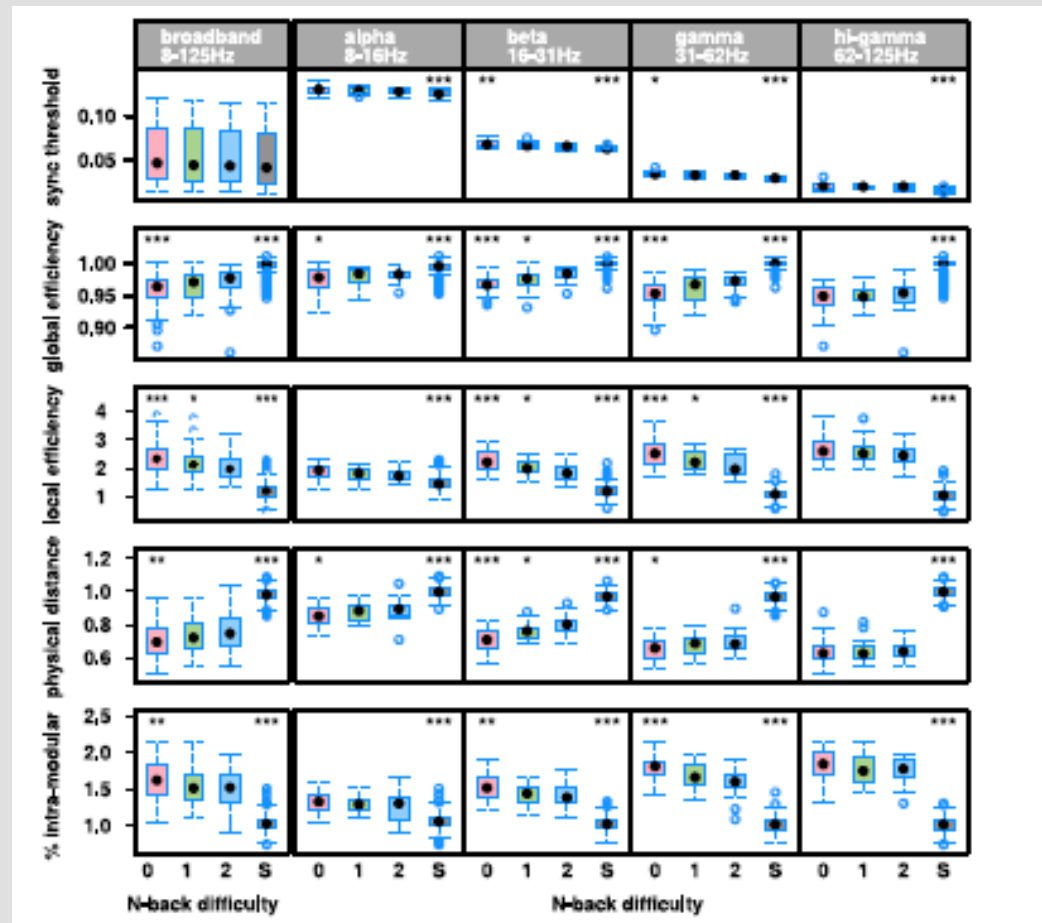 broadband alpha beta gamma hi-gamma
8-125Hz 8-16Hz 16-31Hz 31-62Hz 62-125Hz
sync threshold
*** ** *** * *** ***
0.10
0.05
global efficiency
*** *** * *** *** * *** *** *** ***
1.00
0.95
0.90
local efficiency
*** * *** *** *** * *** *** * *** ***
4
3
2
1
physical distance
** *** * *** *** * *** * *** ***
1.2
1.0
0.8
0.6
% intra-modular
** *** *** ** *** *** *** ***
2.5
2.0
1.5
1.0
0 1 2 S 0 1 2 S 0 1 2 S 0 1 2 S 0 1 2 S
N-back difficulty N-back difficulty